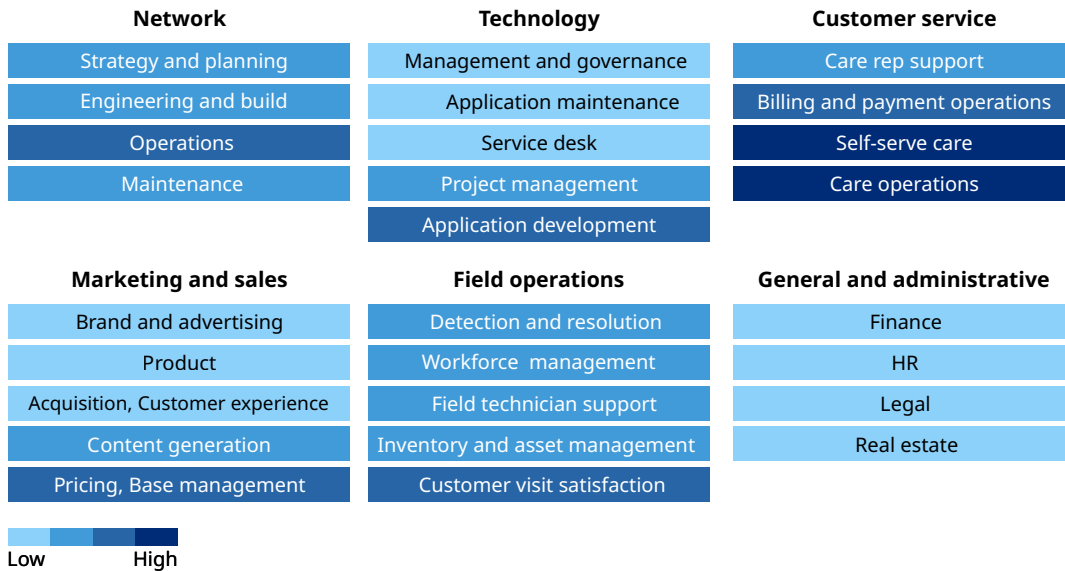 Network
Strategy and planning
Engineering and build
Operations
Maintenance
Technology
Management and governance
Application maintenance
Service desk
Project management
Application development
Customer service
Care rep support
Billing and payment operations
Self-serve care
Care operations
Marketing and sales
Brand and advertising
Product
Acquisition, Customer experience
Content generation
Pricing, Base management
Field operations
Detection and resolution
Workforce  management
Field technician support
Inventory and asset management
Customer visit satisfaction
General and administrative
Finance
HR
Legal
Real estate
Low
High